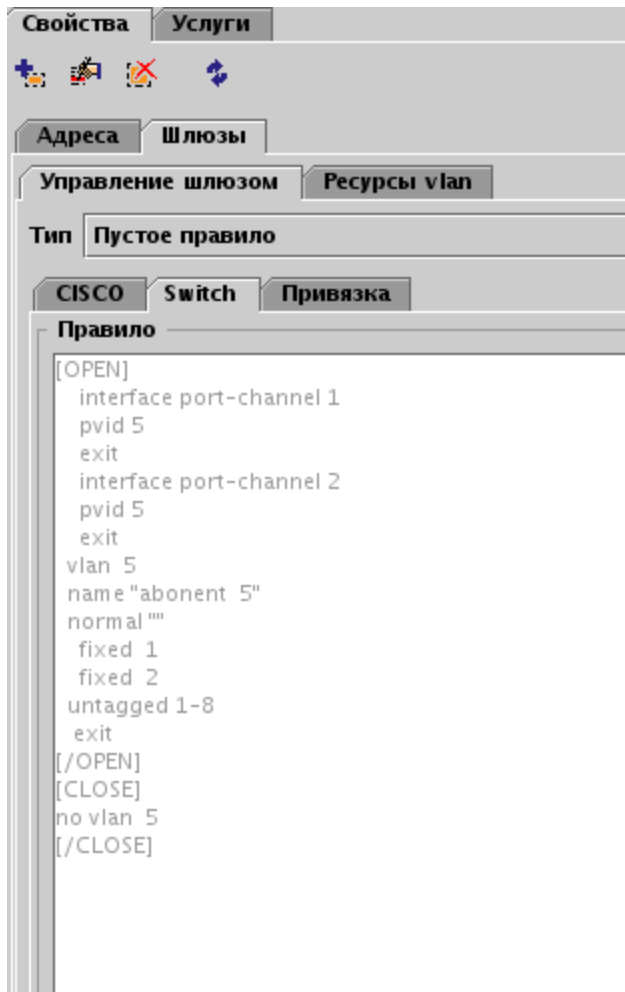 Свойства Услуги
Адреса Шлюзы
Управление шлюзом Ресурсы vlan
Тип Пустое правило
CISCO Switch Привязка
Правило
[OPEN]
interface port-channel 1
pvid 5
exit
interface port-channel 2
pvid 5
exit
vlan 5
name "abonent 5"
normal ""
fixed 1
fixed 2
untagged 1-8
exit
[/OPEN]
[CLOSE]
no vlan 5
[/CLOSE]